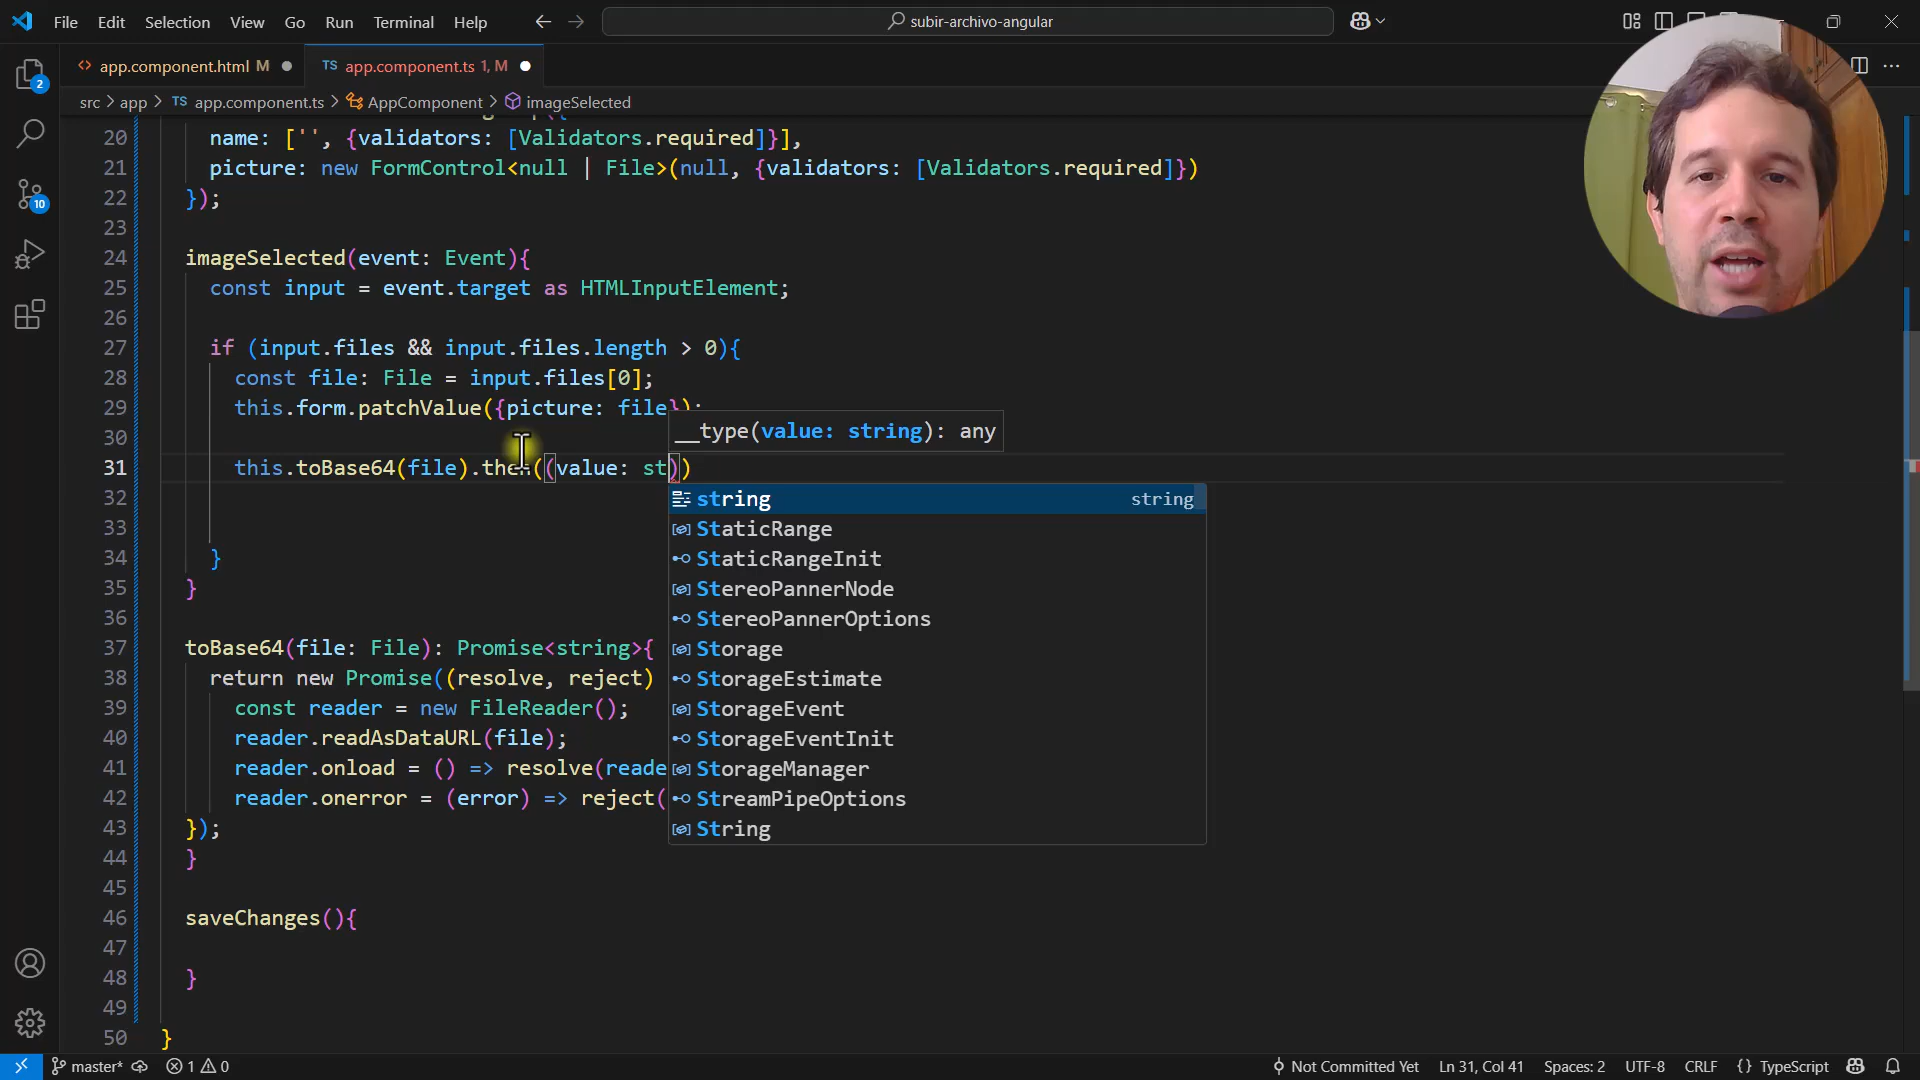 File Edit Selection View Go Run Terminal Help subir-archivo-angular
2 app.component.html M app.component.ts 1, M
TS
src > app > TS app.component.ts > AppComponent > imageSelected
20 name: ['', {validators: [Validators.required]}],
21 picture: new FormControl<null | File>(null, {validators: [Validators.required]})
22 });
23
24 imageSelected(event: Event){
25 const input = event.target as HTMLInputElement;
26
27 if (input.files && input.files.length > 0){
28 const file: File = input.files[0];
29 this.form.patchValue({picture: file});
30 __type(value: string): any
31 this.toBase64(file).then((value: st))
32 string string
StaticRange
33 StaticRangeInit
34 }
35 }
StereoPannerNode
36 StereoPannerOptions
37 toBase64(file: File): Promise<string>{
Storage
38 return new Promise((resolve, reject)
StorageEstimate
39 const reader = new FileReader();
StorageEvent
40 reader.readAsDataURL(file);
StorageEventInit
41 reader.onload = () => resolve(reade
StorageManager
42 reader.onerror = (error) => reject(
StreamPipeOptions
43 });
String
44 }
45
46 saveChanges(){
47
48 }
49
50 }
10
master* 1 0 Not Committed Yet Ln 31, Col 41 Spaces: 2 UTF-8 CRLF {} TypeScript